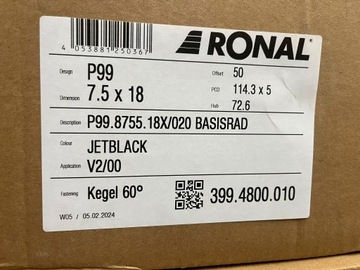 4 053881 250367
RONAL
Design P99 Offset 50
Dimension 7.5 x 18 PCD 114.3 x 5
Hub 72.6
Description P99.8755.18X/020 BASISRAD
Colour JETBLACK
Application V2/00
Fastening Kegel 60° 399.4800.010
W05 / 05.02.2024